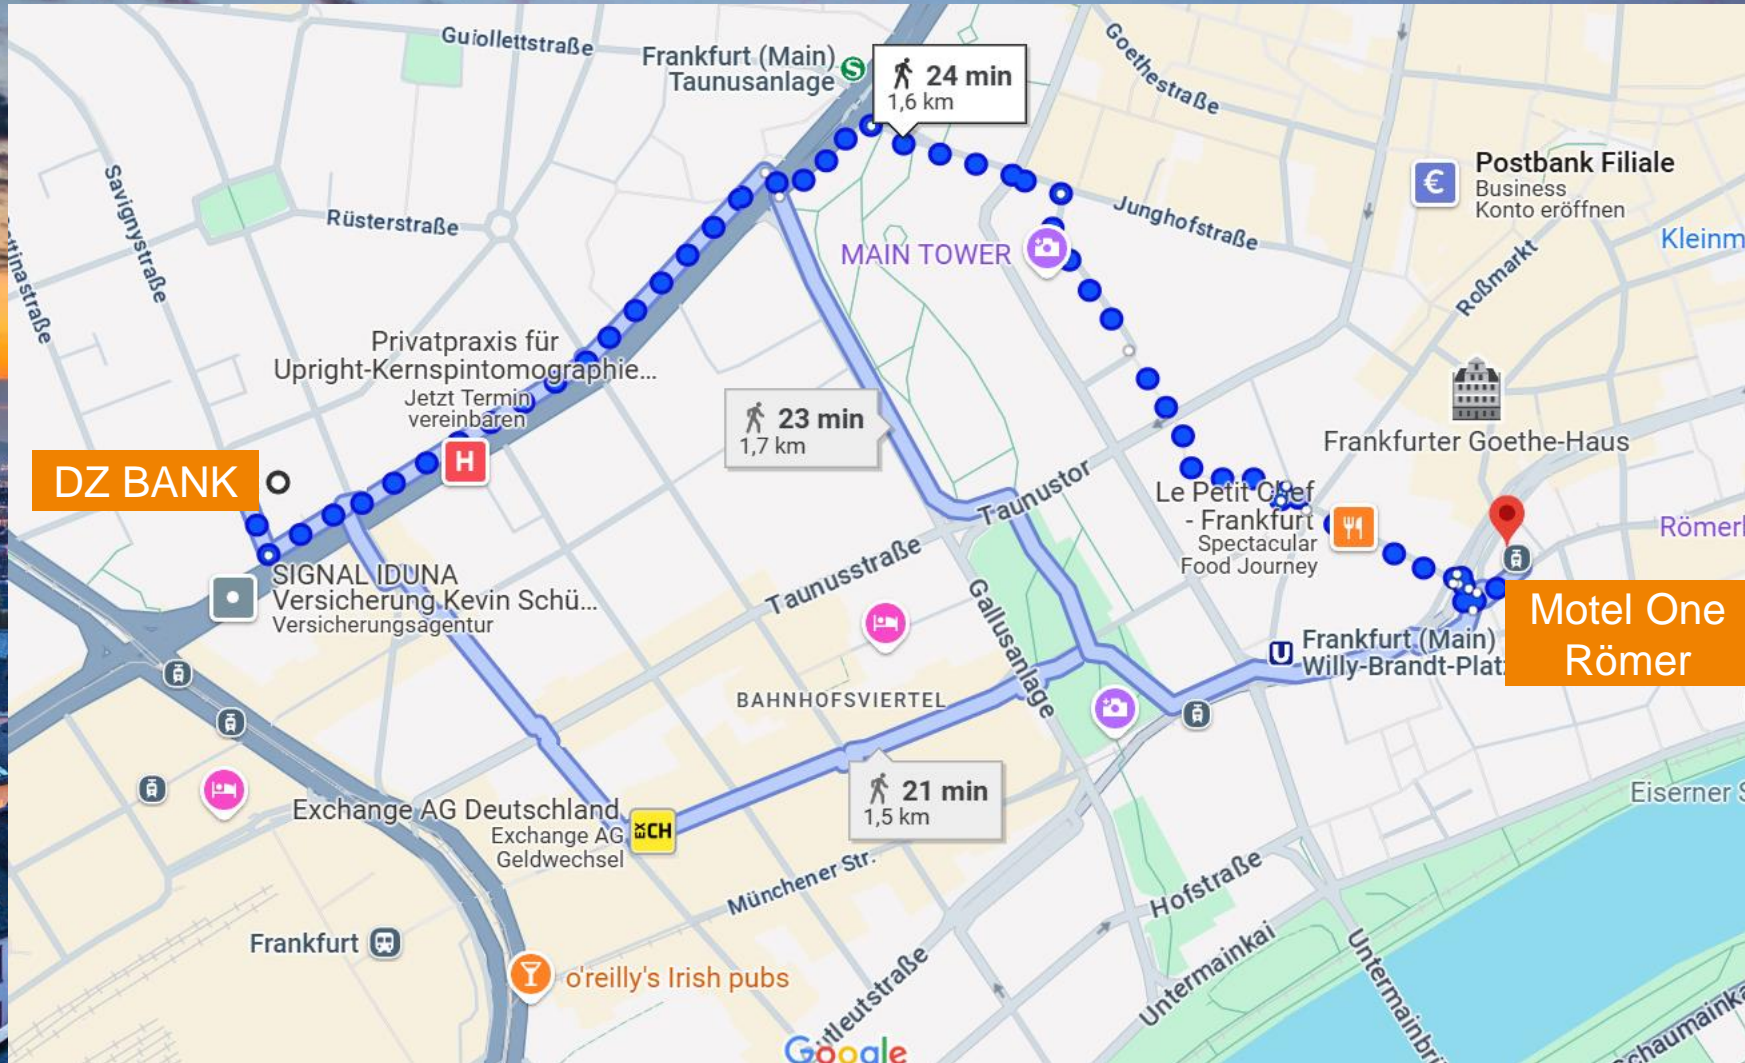 Guiollettstraße
Frankfurt (Main)
Taunusanlage
S
24 min
1,6 km
Goethestraße
Savignystraße
Rüsterstraße
MAIN TOWER
Junghofstraße
Postbank Filiale
Business
Konto eröffnen
€
Kleinm
Roßmarkt
Privatpraxis für
Upright-Kernspintomographie...
Jetzt Termin
vereinbaren
H
23 min
1,7 km
Frankfurter Goethe-Haus
DZ BANK
Taunustor
Le Petit Chef
- Frankfurt
Spectacular
Food Journey
SIGNAL IDUNA
Versicherung Kevin Schü...
Versicherungsagentur
Taunusstraße
Gallusanlage
U
Frankfurt (Main)
Willy-Brandt-Platz
Motel One
Römer
BAHNHOFSVIERTEL
21 min
1,5 km
Exchange AG Deutschland
Exchange AG
Geldwechsel
EXCH
Münchener Str.
Hofstraße
Eiserner S
Frankfurt
o'reilly's Irish pubs
Untermainkai
Google